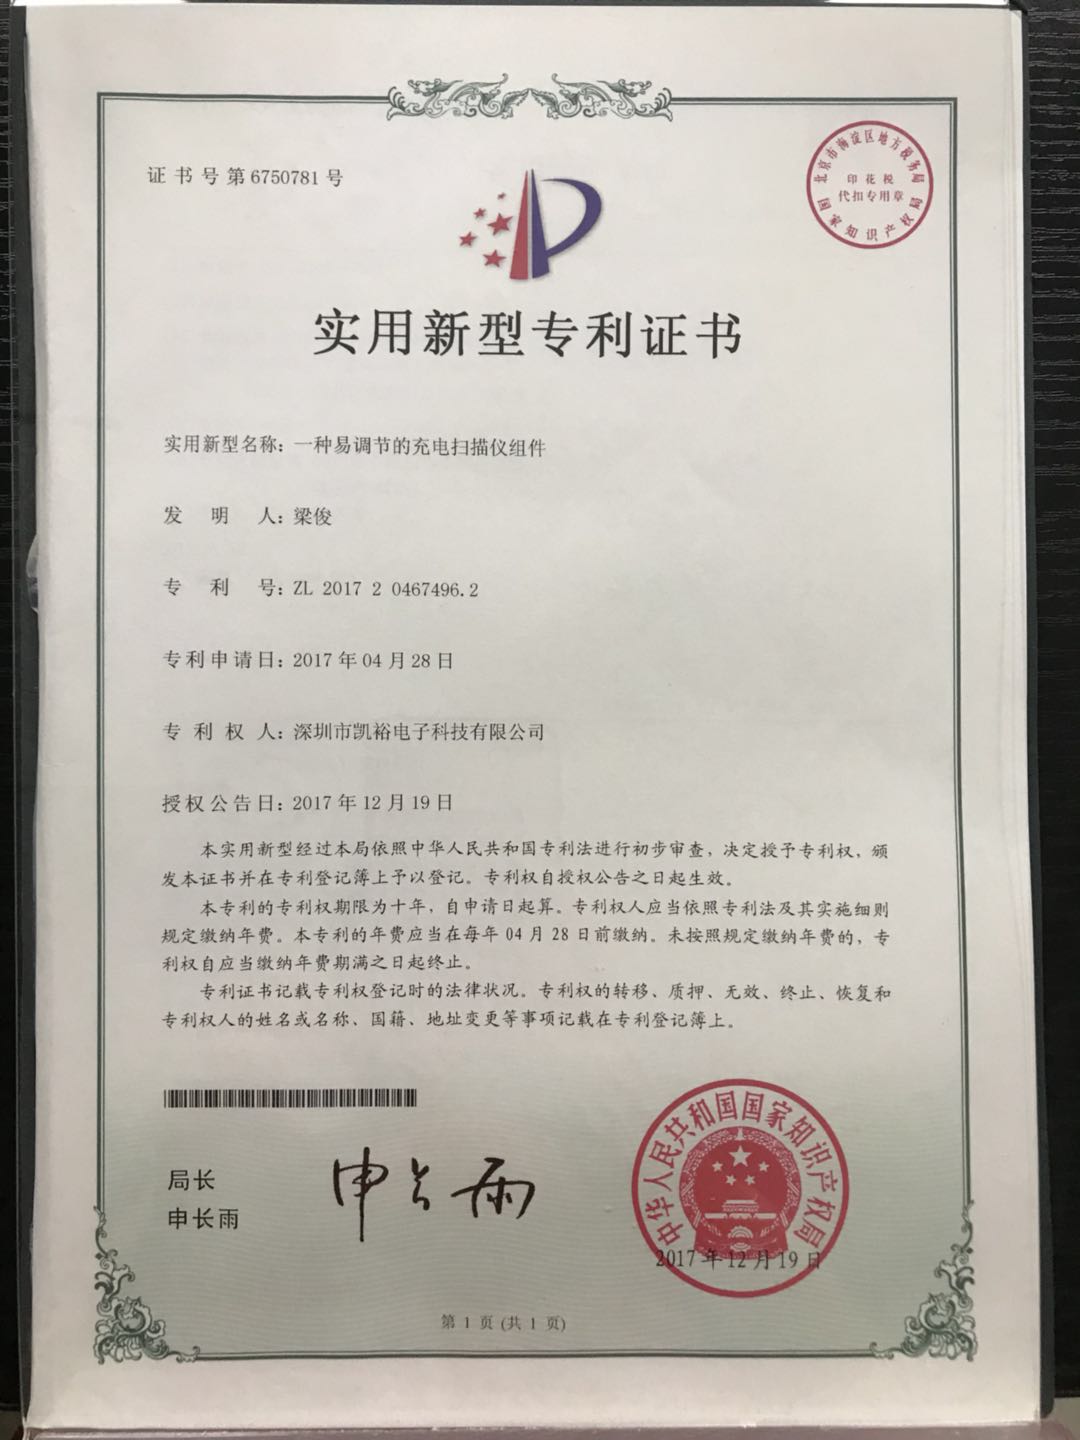 证书号第6750781号
北京市海淀区地方税务局
印花税
代扣专用章
国家知识产权局
实用新型专利证书
实用新型名称：一种易调节的充电扫描仪组件
发明人：梁俊
专利号：ZL 2017 2 0467496.2
专利申请日：2017年04月28日
专利权人：深圳市凯裕电子科技有限公司
授权公告日：2017年12月19日
本实用新型经过本局依照中华人民共和国专利法进行初步审查，决定授予专利权，颁
发本证书并在专利登记簿上予以登记。专利权自授权公告之日起生效。
本专利的专利权期限为十年，自申请日起算。专利权人应当依照专利法及其实施细则
规定缴纳年费。本专利的年费应当在每年04月28日前缴纳。未按照规定缴纳年费的，专
利权自应当缴纳年费期满之日起终止。
专利证书记载专利权登记时的法律状况。专利权的转移、质押、无效、终止、恢复和
专利权人的姓名或名称、国籍、地址变更等事项记载在专利登记簿上。
局长
申长雨
申长雨
中华人民共和国国家知识产权局
2017年12月19日
第1页(共1页)